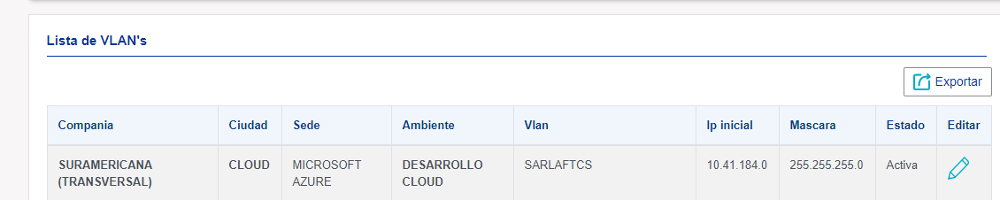 Lista de VLAN's
Exportar
Compania Ciudad Sede Ambiente Vlan Ip inicial Mascara Estado Editar
SURAMERICANA CLOUD MICROSOFT DESARROLLO SARLAFTCS 10.41.184.0 255.255.255.0 Activa
(TRANSVERSAL) AZURE CLOUD